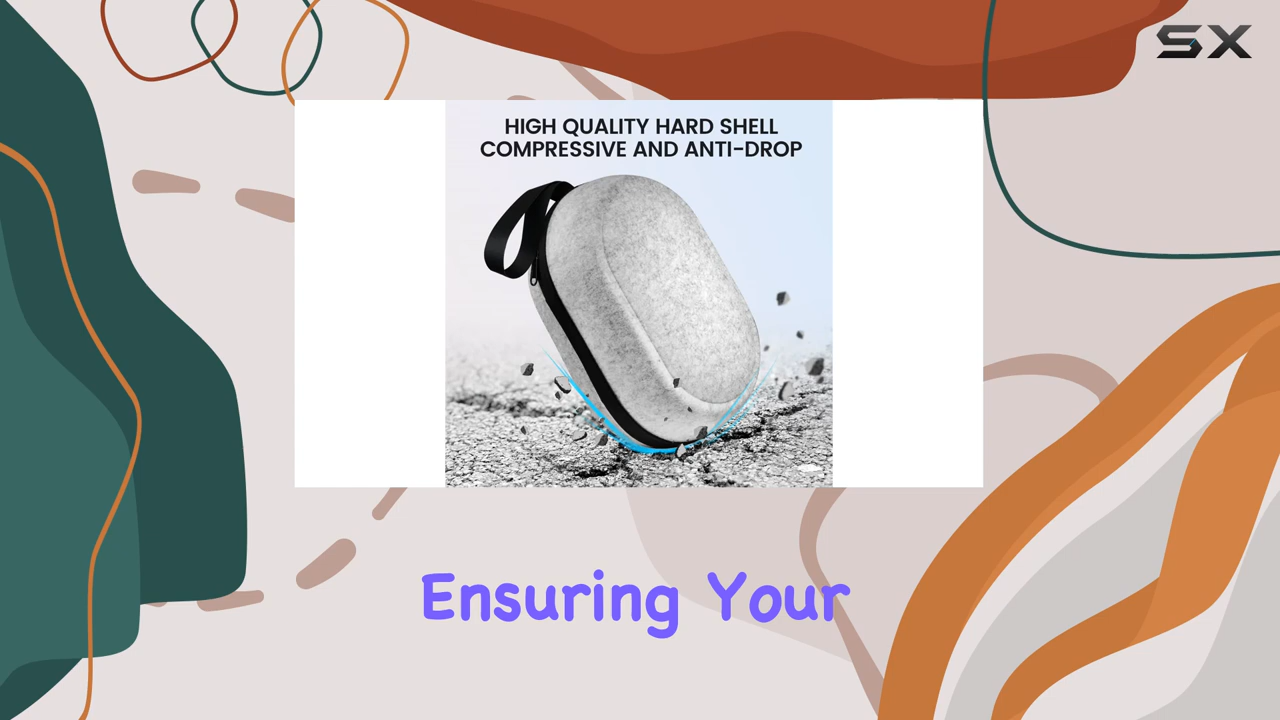 SX
HIGH QUALITY HARD SHELL
COMPRESSIVE AND ANTI-DROP
Ensuring Your